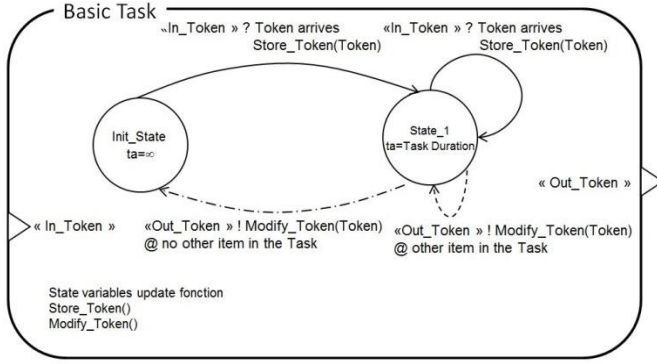 Basic Task
«In_Token » ? Token arrives
Store_Token(Token)
«In_Token » ? Token arrives
Store_Token(Token)
Init_State
ta=∞
State_1
ta=Task Duration
« Out_Token »
« In_Token »
«Out_Token » ! Modify_Token(Token)
@ no other item in the Task
«Out_Token » ! Modify_Token(Token)
@ other item in the Task
State variables update fonction
Store_Token()
Modify_Token()